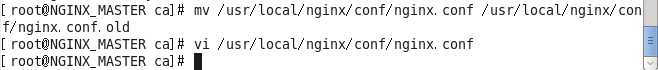 [ root@NGINX_MASTER ca]# mv /usr/local/nginx/conf/nginx. conf /usr/local/nginx/con
f/nginx. conf. old
[ root@NGINX_MASTER ca]# vi /usr/local/nginx/conf/nginx. conf
[ root@NGINX_MASTER ca]#